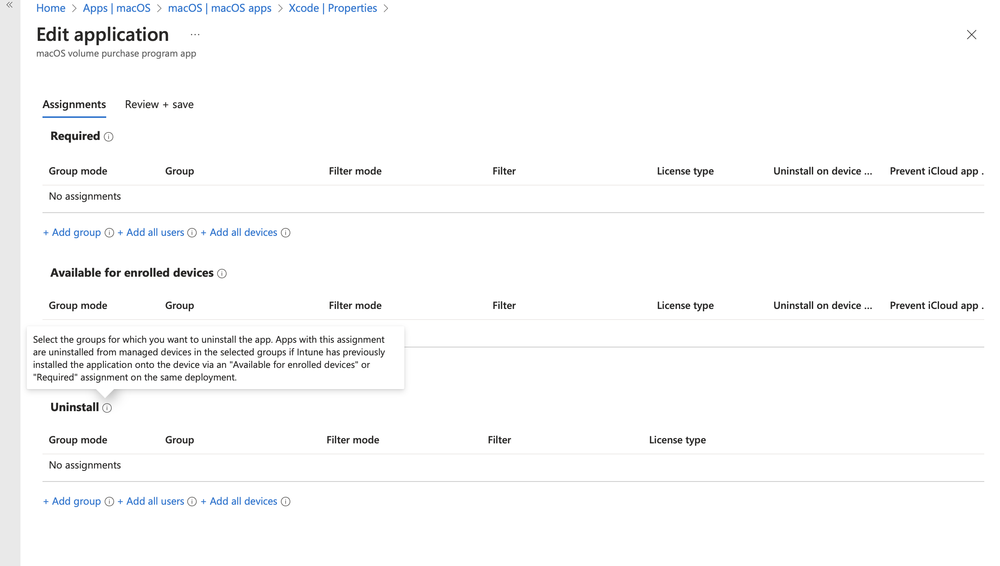 Home > Apps | macOS > macOS | macOS apps > Xcode | Properties >
Edit application ...
macOS volume purchase program app
Assignments Review + save
Required
Group mode Group Filter mode Filter License type Uninstall on device ... Prevent iCloud app .
No assignments
+ Add group + Add all users + Add all devices
Available for enrolled devices
Group mode Group Filter mode Filter License type Uninstall on device ... Prevent iCloud app .
Select the groups for which you want to uninstall the app. Apps with this assignment
are uninstalled from managed devices in the selected groups if Intune has previously
installed the application onto the device via an "Available for enrolled devices" or
"Required" assignment on the same deployment.
Uninstall
Group mode Group Filter mode Filter License type
No assignments
+ Add group + Add all users + Add all devices